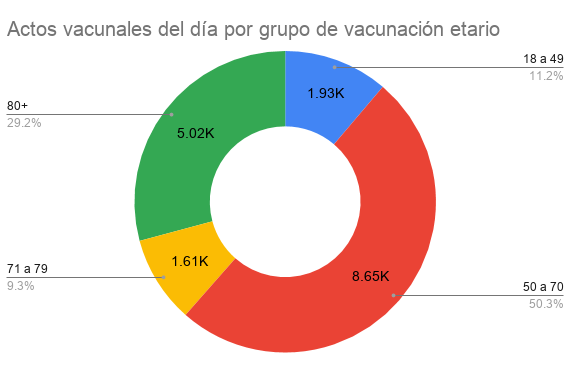 Actos vacunales del día por grupo de vacunación etario
18 a 49
11.2%
1.93K
80+
29.2%
5.02K
71 a 79
9.3%
1.61K
8.65K
50 a 70
50.3%